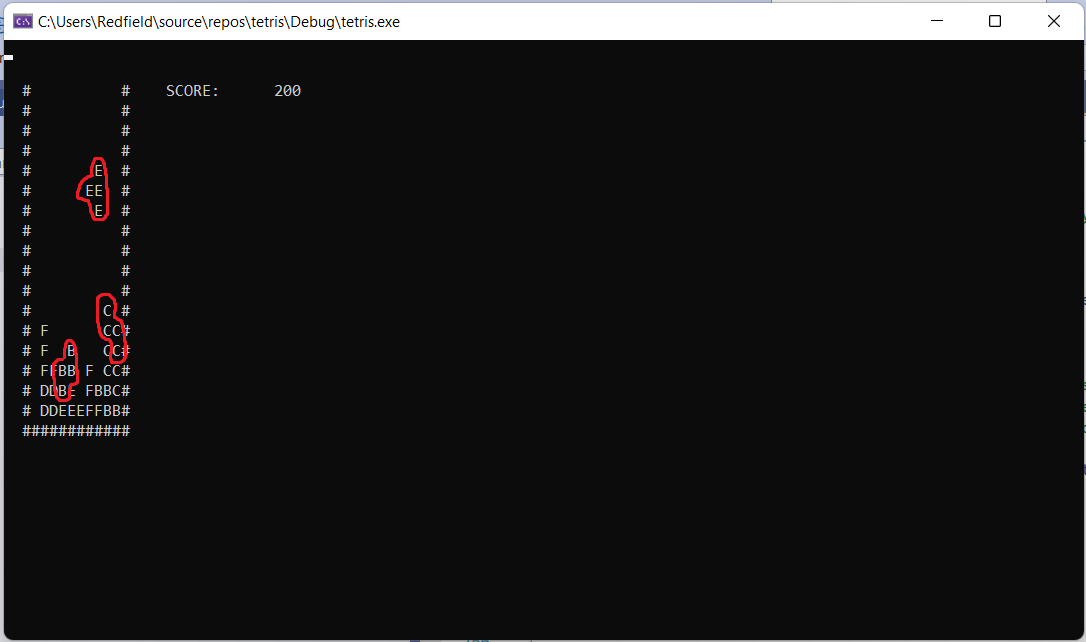 C:\Users\Redfield\source\repos\tetris\Debug\tetris.exe
#          #    SCORE:      200
#          #
#          #
#          #
#       E  #
#      EE  #
#       E  #
#          #
#          #
#          #
#          #
#        C #
# F      CC#
# F  B   CC#
# FFBB F CC#
# DDBE FBBC#
# DDEEEFFBB#
############